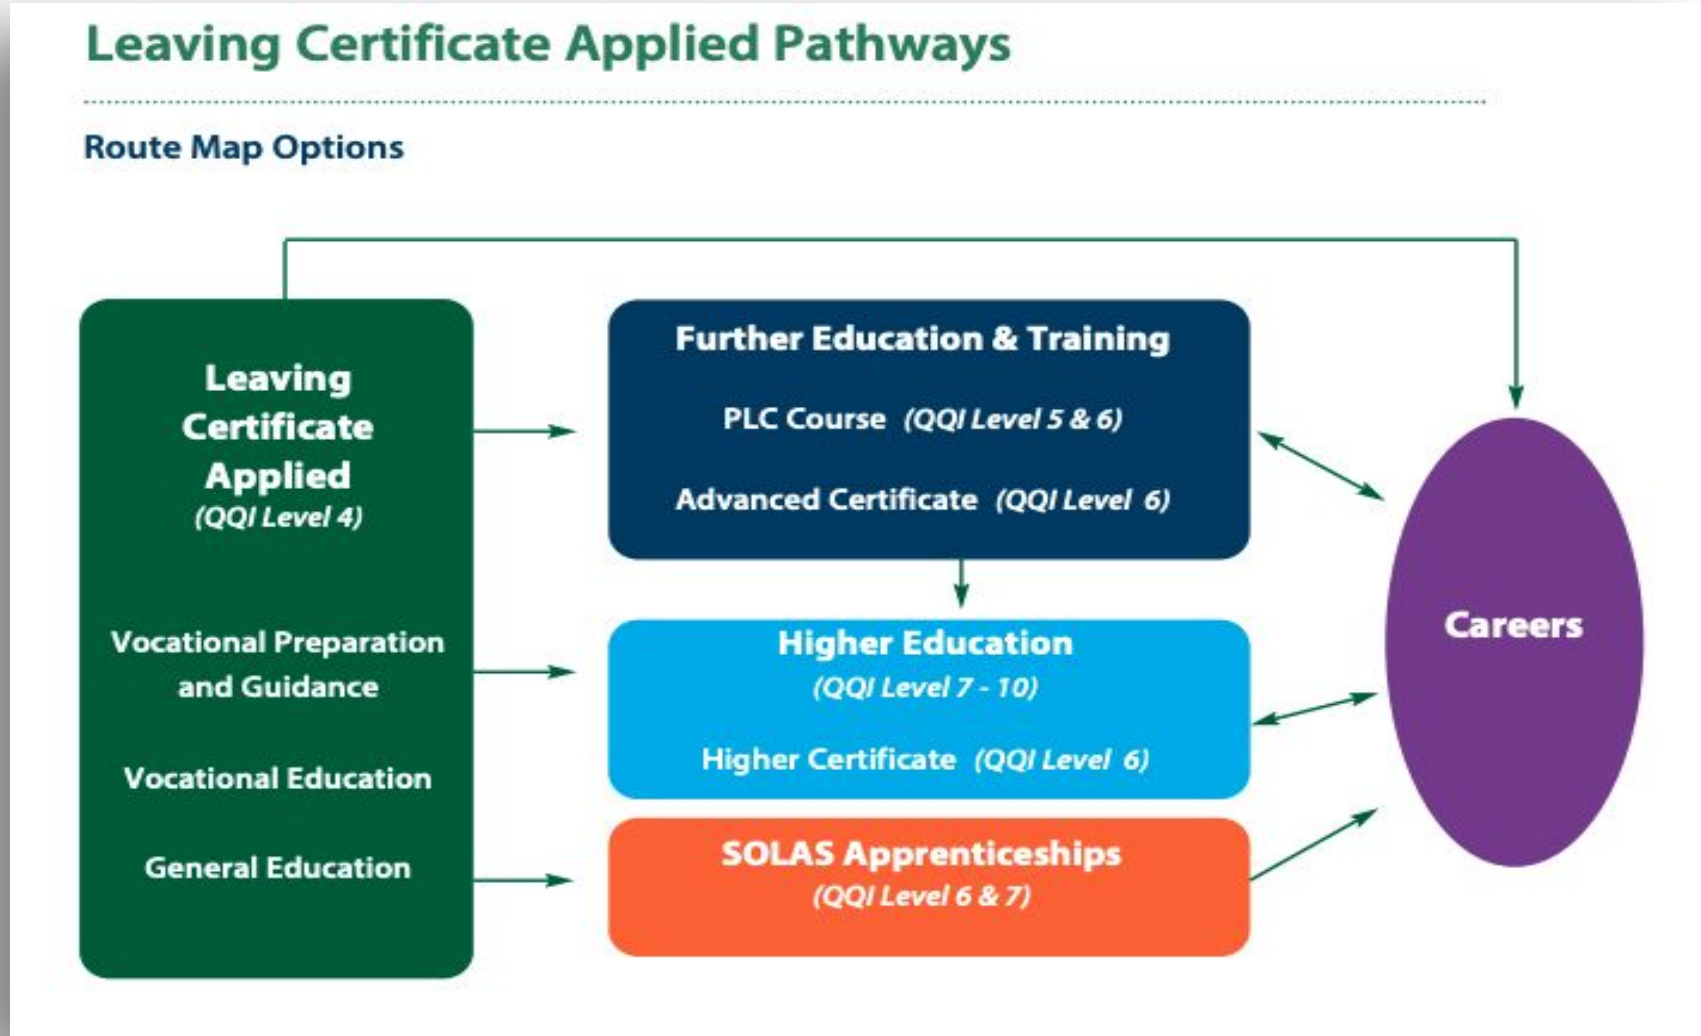 Leaving Certificate Applied Pathways
Route Map Options
Leaving
Certificate
Applied
(QQI Level 4)
Vocational Preparation
and Guidance
Vocational Education
General Education
Further Education & Training
PLC Course (QQI Level 5 & 6)
Advanced Certificate (QQI Level 6)
Higher Education
(QQI Level 7 - 10)
Higher Certificate (QQI Level 6)
SOLAS Apprenticeships
(QQI Level 6 & 7)
Careers